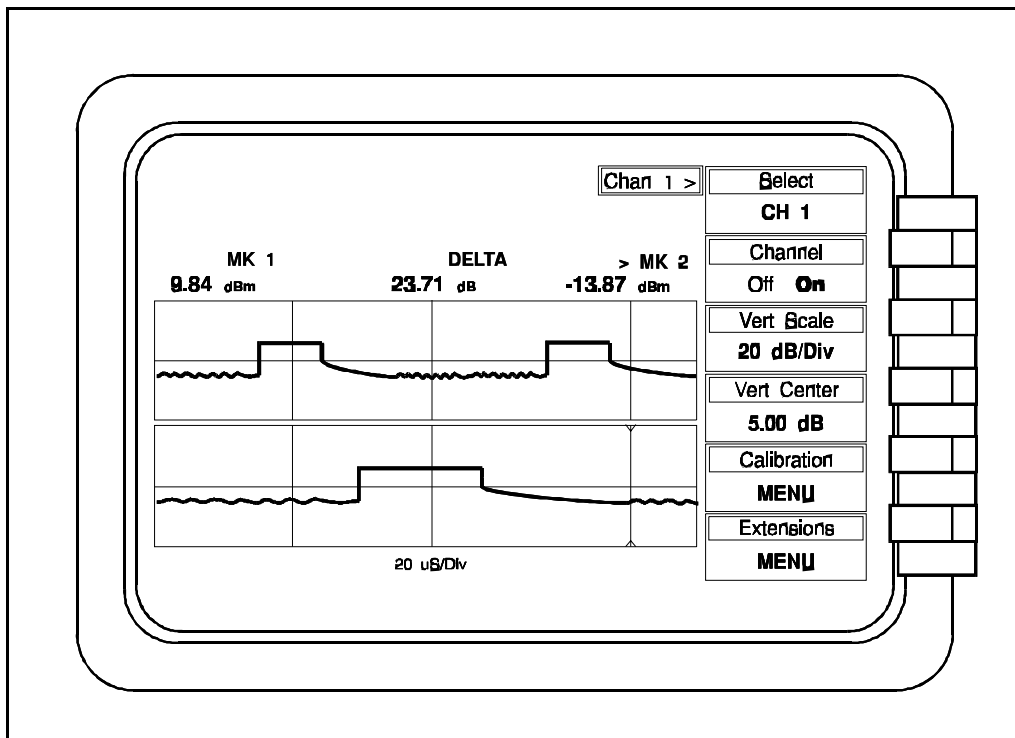 Chan 1 >
Select
CH 1
MK 1 DELTA > MK 2
9.84 dBm 23.71 dB -13.87 dBm
Channel
Off On
Vert Scale
20 dB/Div
Vert Center
5.00 dB
Calibration
MENU
Extensions
MENU
20 uS/Div